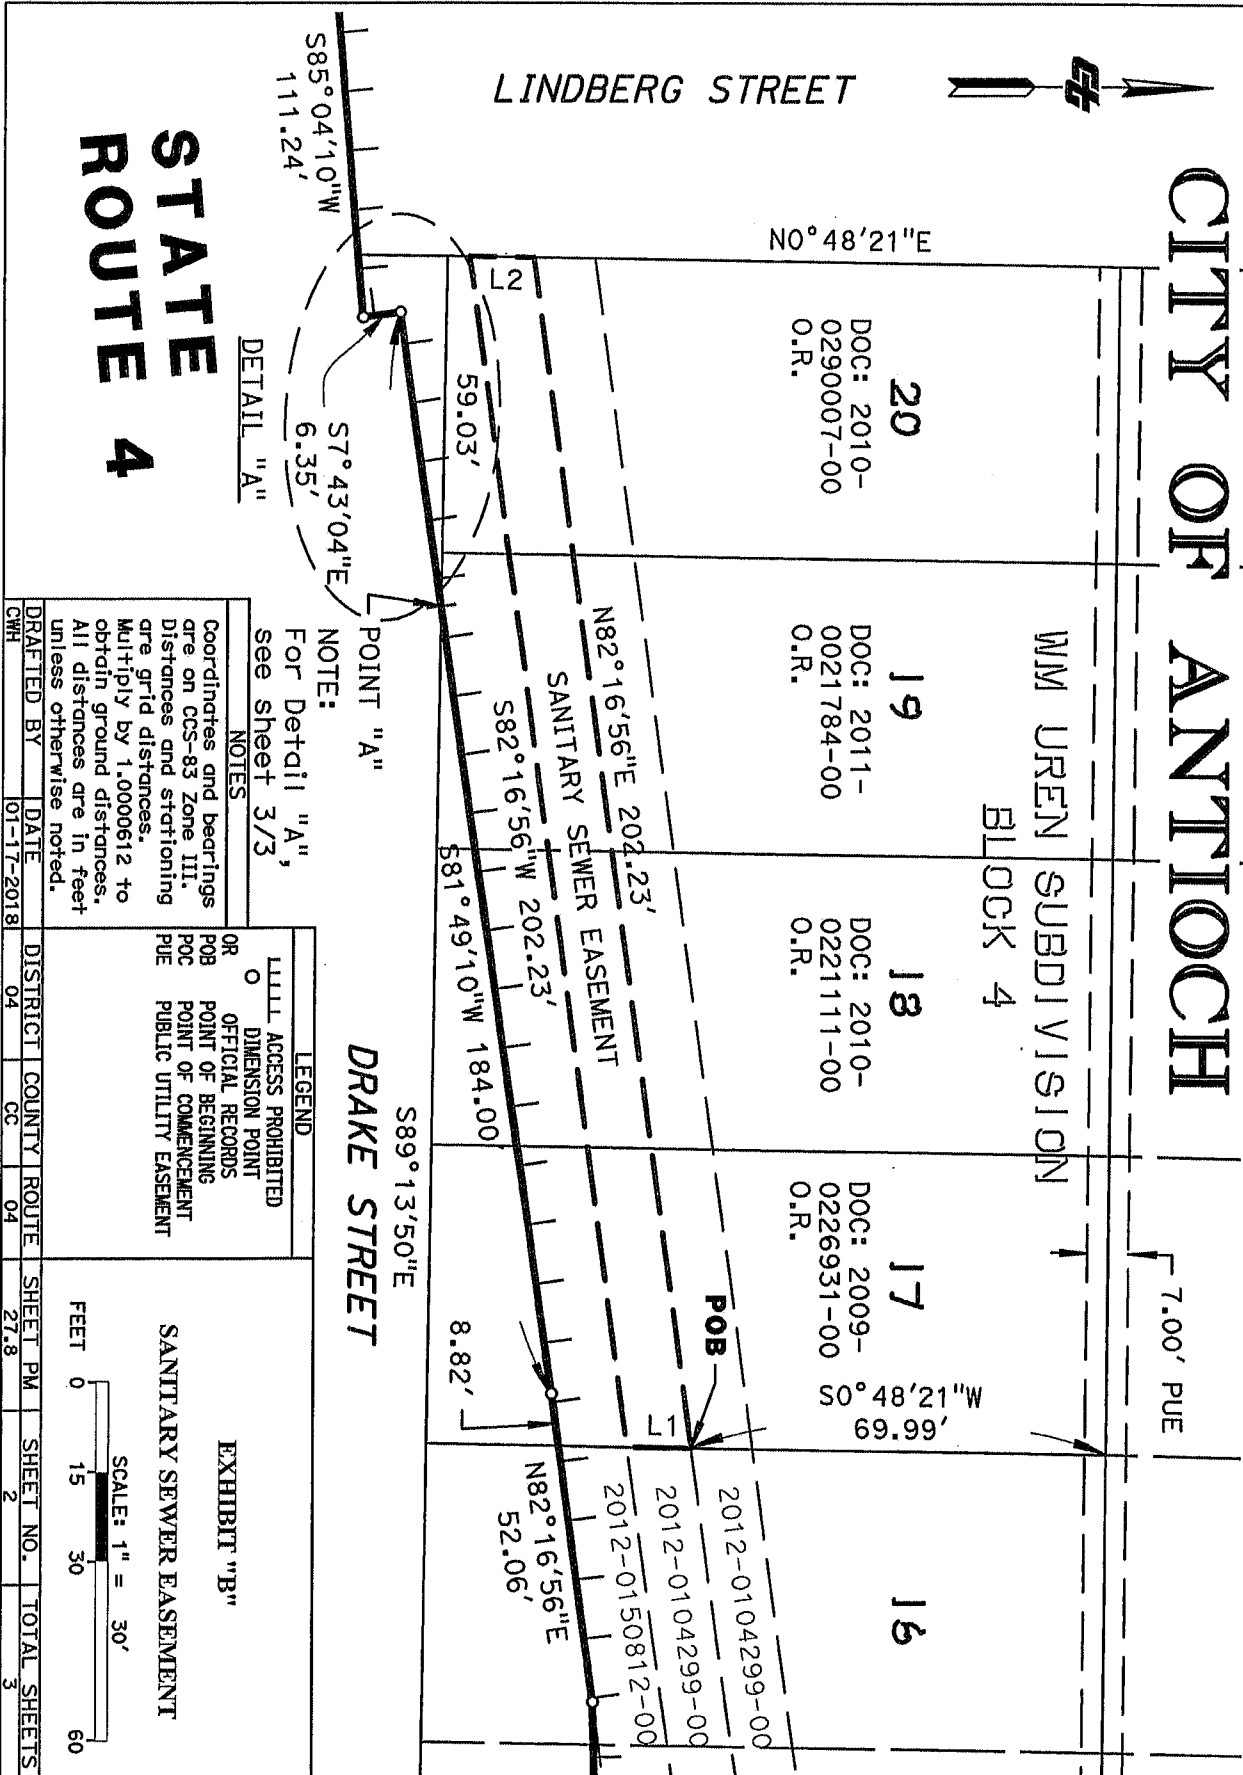 CITY OF ANTIOCH
LINDBERG STREET
N0°48'21"E
WM UREN SUBDIVISION
BLOCK 4
7.00' PUE
20
DOC: 2010-
0290007-00
O.R.
19
DOC: 2011-
0021784-00
O.R.
18
DOC: 2010-
0221111-00
O.R.
17
DOC: 2009-
0226931-00
O.R.
16
S0°48'21"W
69.99'
POB
L1
L2
2012-0104299-00
2012-0104299-00
2012-0150812-00
N82°16'56"E 202.23'
SANITARY SEWER EASEMENT
S82°16'56"W 202.23'
S81°49'10"W 184.00'
59.03'
8.82'
N82°16'56"E
52.06'
S85°04'10"W
111.24'
S7°43'04"E
6.35'
DETAIL "A"
POINT "A"
S89°13'50"E
DRAKE STREET
STATE
ROUTE 4
NOTE:
For Detail "A",
see sheet 3/3
NOTES
Coordinates and bearings
are on CCS-83 Zone III.
Distances and stationing
are grid distances.
Multiply by 1.0000612 to
obtain ground distances.
All distances are in feet
unless otherwise noted.
LEGEND
ACCESS PROHIBITED
DIMENSION POINT
OR OFFICIAL RECORDS
POB POINT OF BEGINNING
POC POINT OF COMMENCEMENT
PUE PUBLIC UTILITY EASEMENT
EXHIBIT "B"
SANITARY SEWER EASEMENT
SCALE: 1" = 30'
FEET 0 15 30 60
DRAFTED BY DATE DISTRICT COUNTY ROUTE SHEET PM SHEET NO. TOTAL SHEETS
CWH 01-17-2018 04 CC 04 27.8 2 3